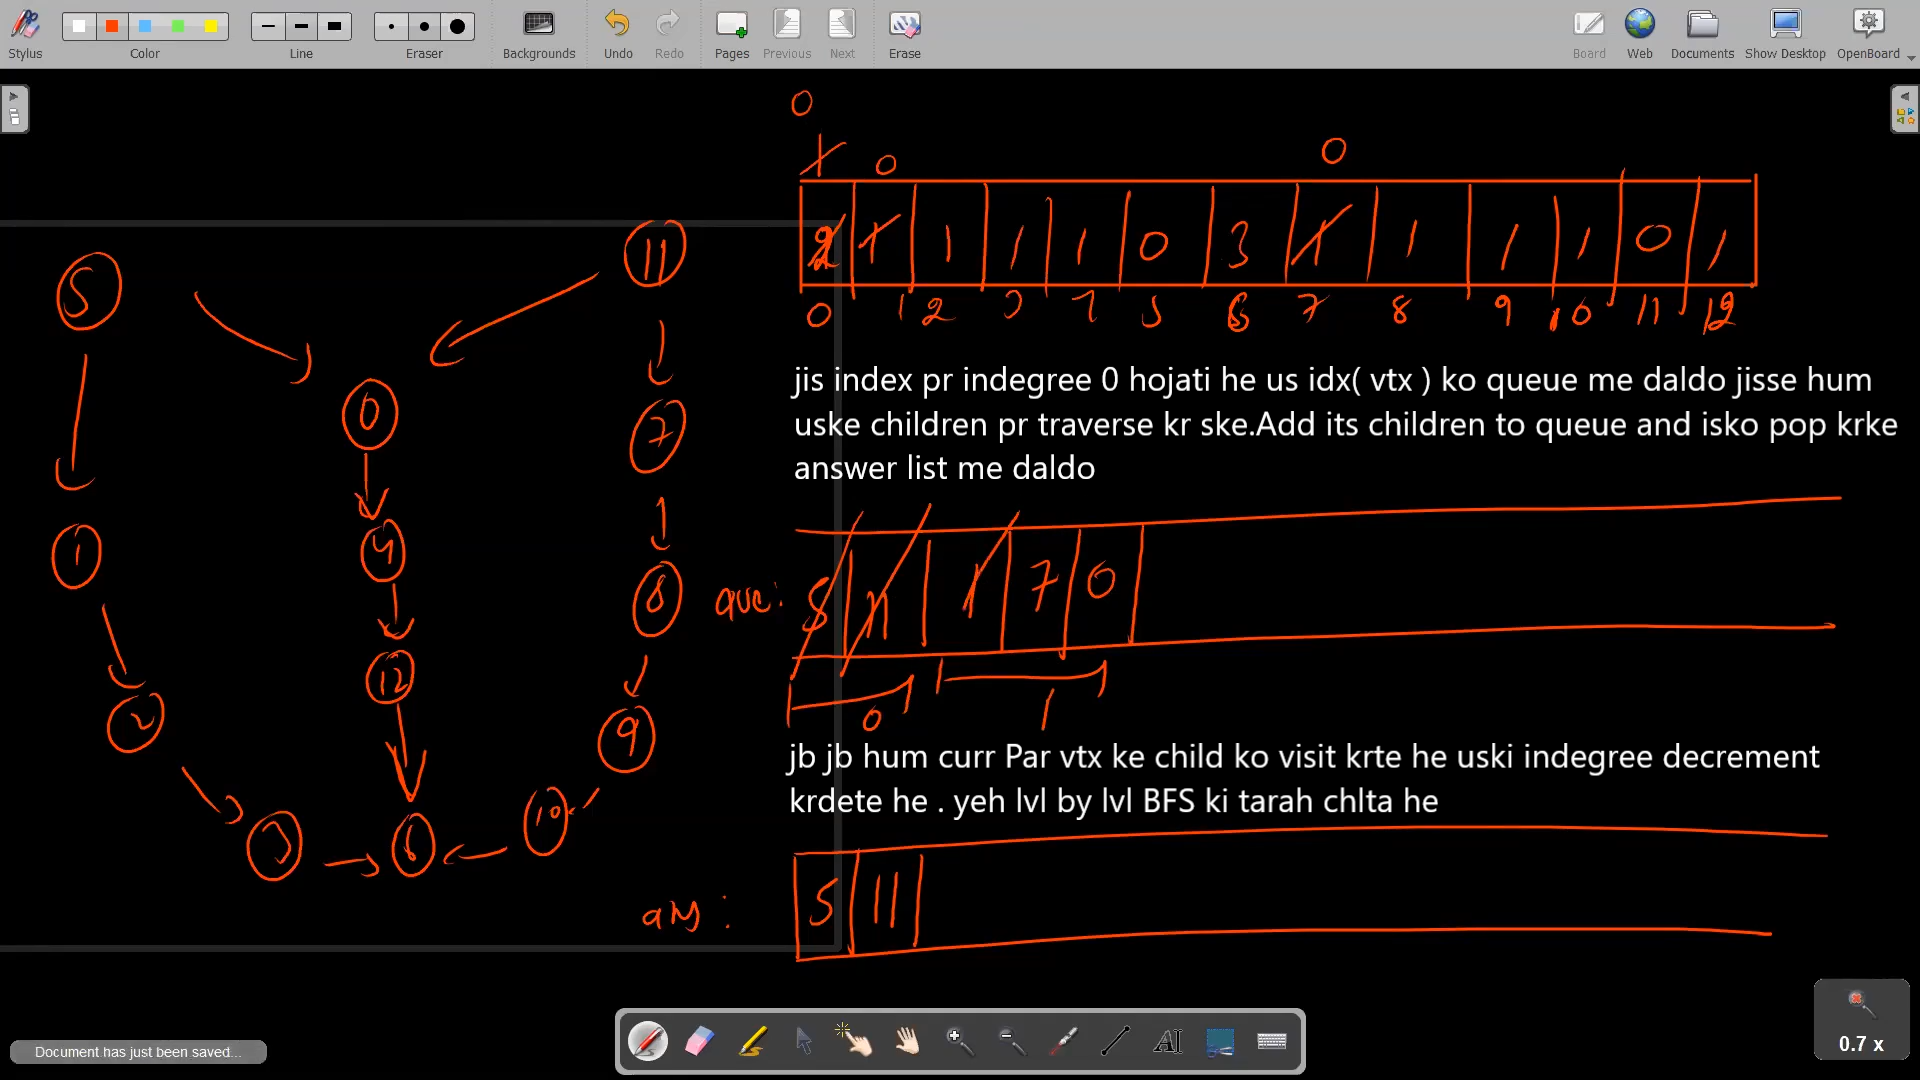 Stylus
Color
Line
Eraser
Backgrounds
Undo
Redo
Pages
Previous
Next
Erase
Board
Web
Documents
Show Desktop
OpenBoard
0
1 0 0
2 1 1 1 1 0 3 1 1 1 1 0 1
0 1 2 3 4 5 6 7 8 9 10 11 12
5
11
0
7
1
4
8
12
2
9
10
3
6
jis index pr indegree 0 hojati he us idx( vtx ) ko queue me daldo jisse hum
uske children pr traverse kr ske.Add its children to queue and isko pop krke
answer list me daldo
que: 5 11 1 7 0
0 1
jb jb hum curr Par vtx ke child ko visit krte he uski indegree decrement
krdete he . yeh lvl by lvl BFS ki tarah chlta he
ans : 5 11
Document has just been saved...
0.7 x